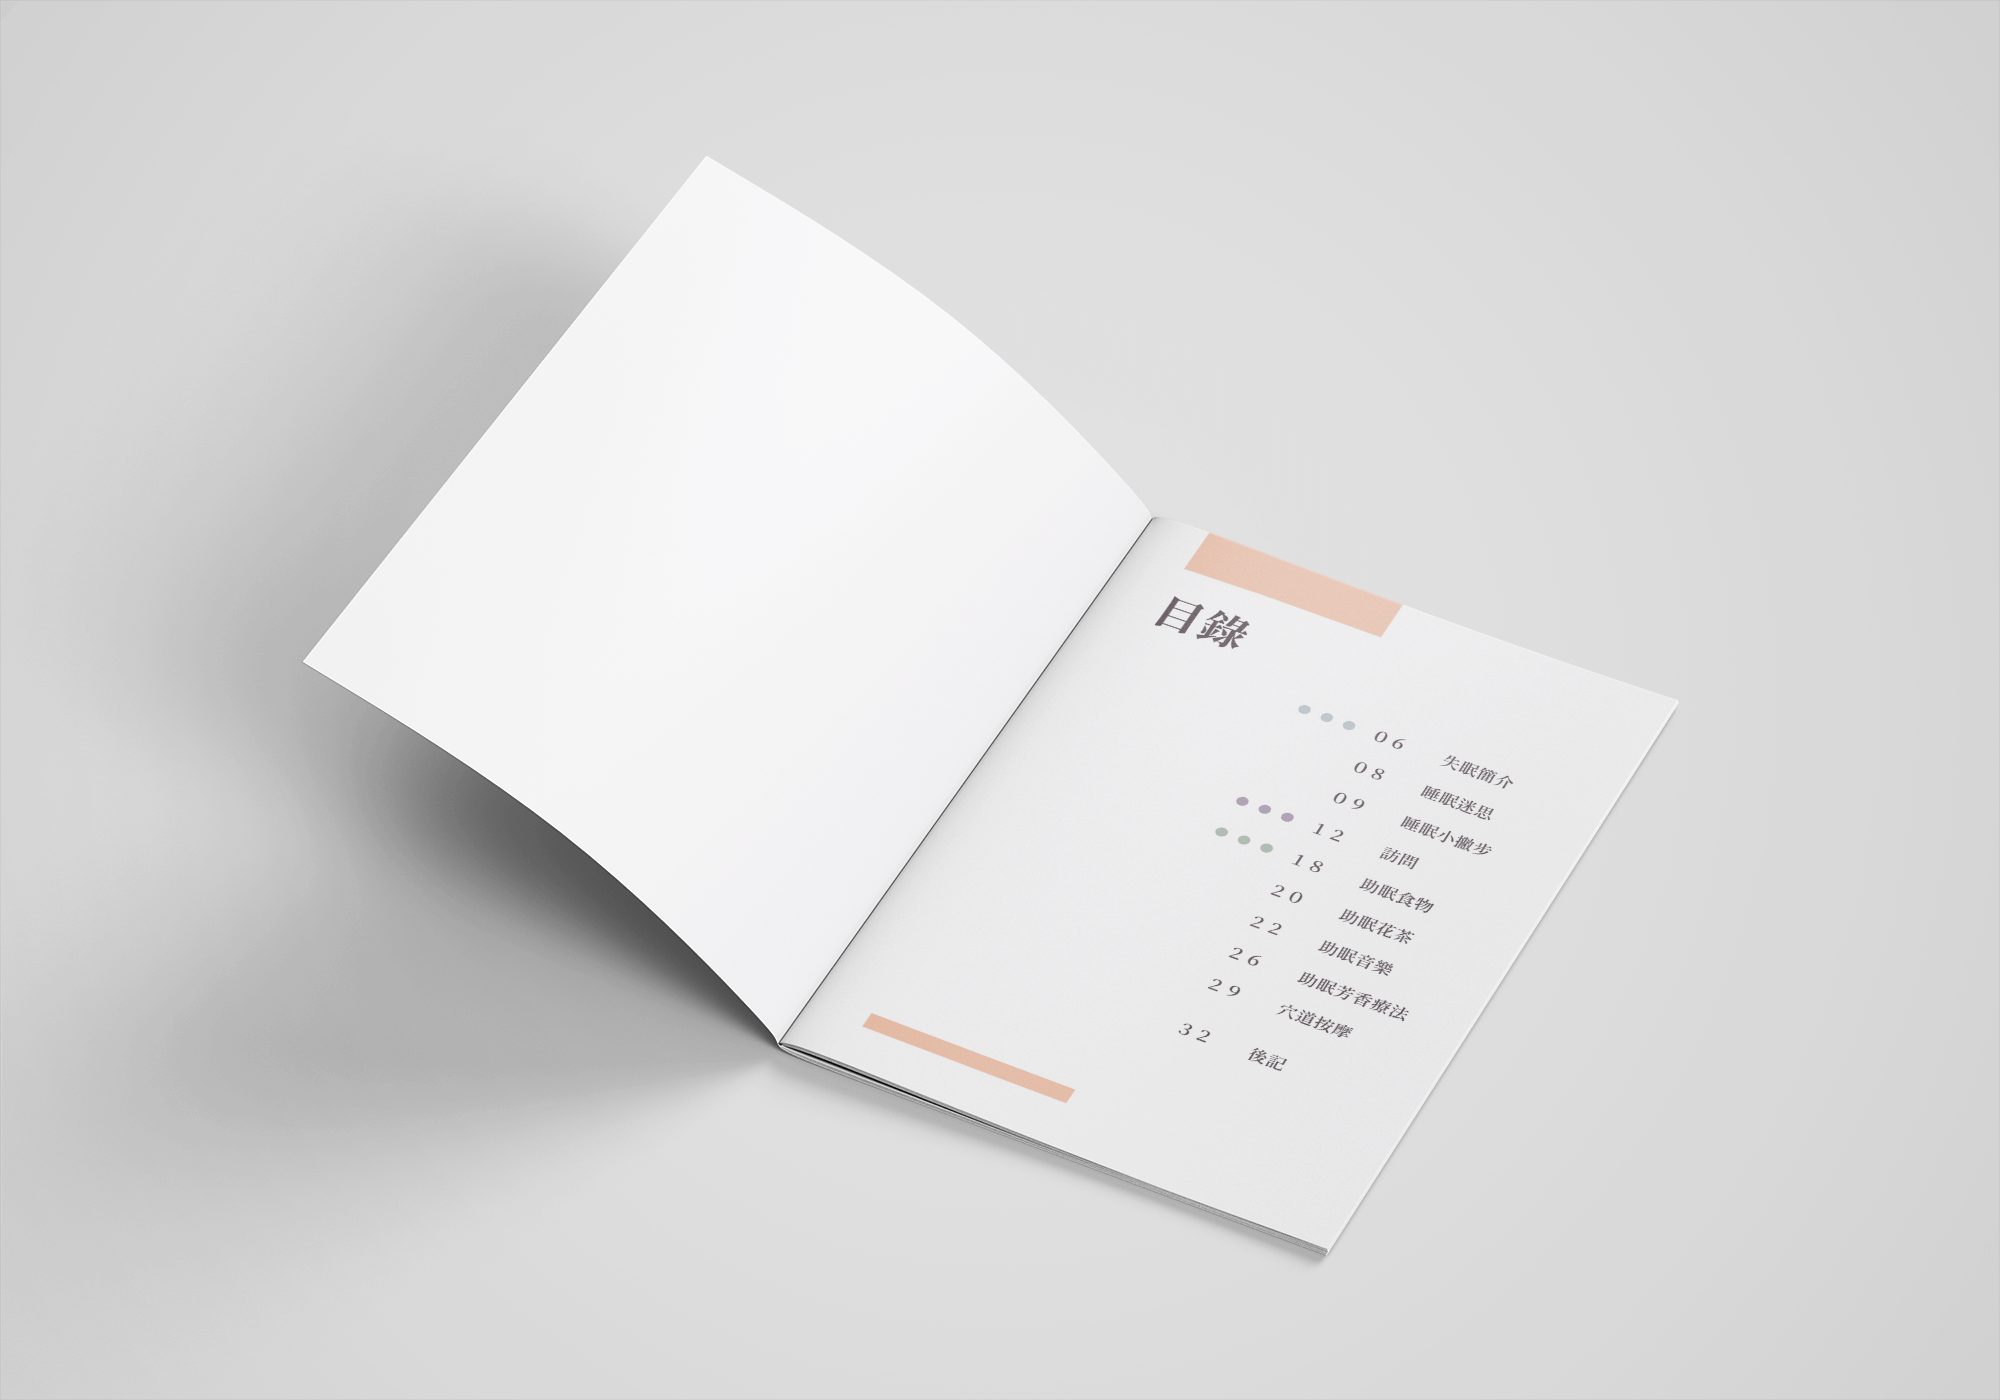 目錄
06 失眠簡介
08 睡眠迷思
09 睡眠小撇步
12 訪問
18 助眠食物
20 助眠花茶
22 助眠音樂
26 助眠芳香療法
29 穴道按摩
32 後記